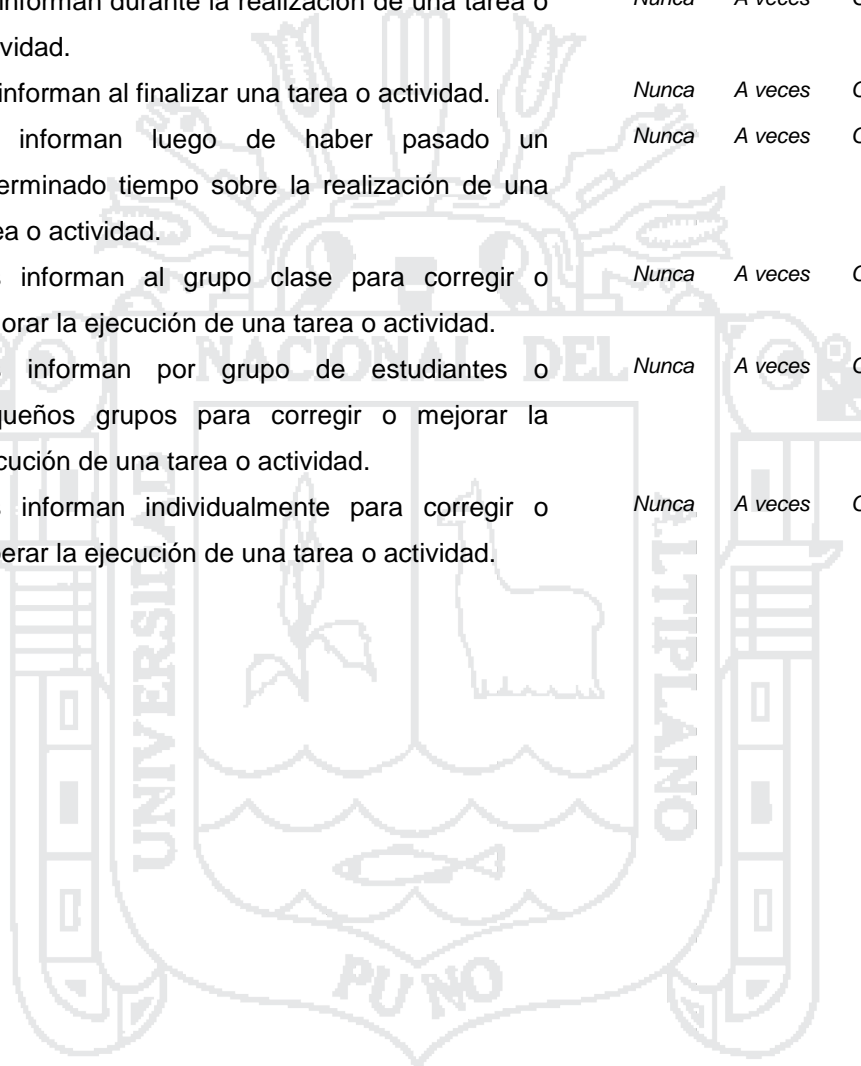 informan durante la realización de una tarea o Nunca A veces
vidad.
informan al finalizar una tarea o actividad. Nunca A veces
informan luego de haber pasado un Nunca A veces
erminado tiempo sobre la realización de una
ea o actividad.
informan al grupo clase para corregir o Nunca A veces
orar la ejecución de una tarea o actividad.
informan por grupo de estudiantes o Nunca A veces
queños grupos para corregir o mejorar la
cución de una tarea o actividad.
informan individualmente para corregir o Nunca A veces
erar la ejecución de una tarea o actividad.
NACIONAL DEL
UNIVERSIDAD
ALTIPLANO
PUNO